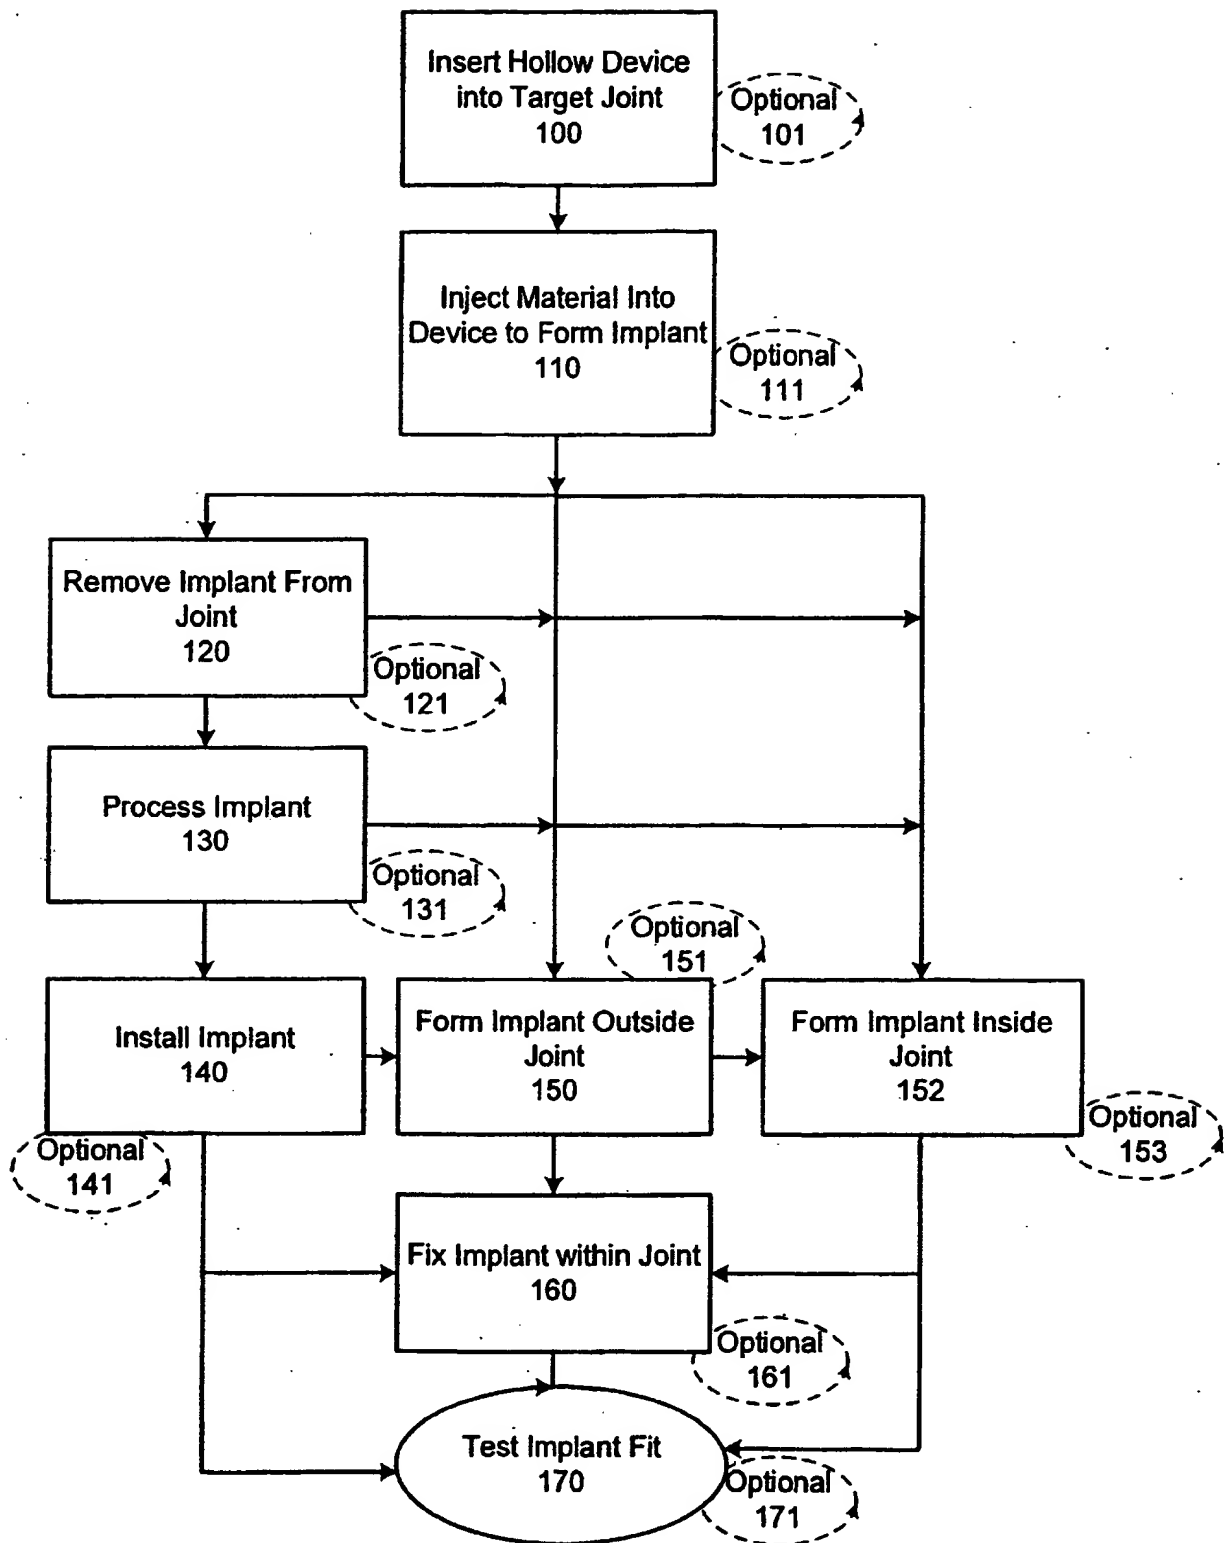 Insert Hollow Device
into Target Joint
100
Optional
101
Inject Material Into
Device to Form Implant
110
Optional
111
Remove Implant From
Joint
120
Optional
121
Process Implant
130
Optional
131
Optional
151
Install Implant
140
Optional
141
Form Implant Outside
Joint
150
Form Implant Inside
Joint
152
Optional
153
Fix Implant within Joint
160
Optional
161
Test Implant Fit
170
Optional
171